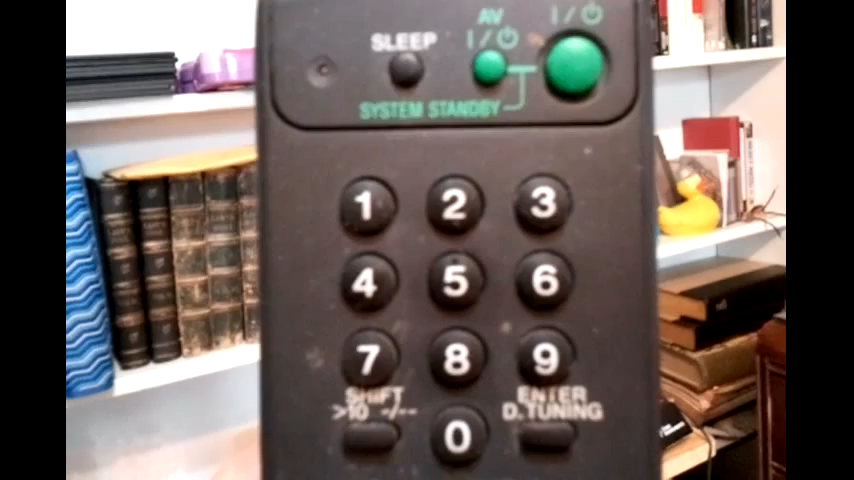 AV I/⏻
SLEEP I/⏻
SYSTEM STANDBY
1 2 3
4 5 6
7 8 9
SHIFT ENTER
>10 -/-- D.TUNING
0